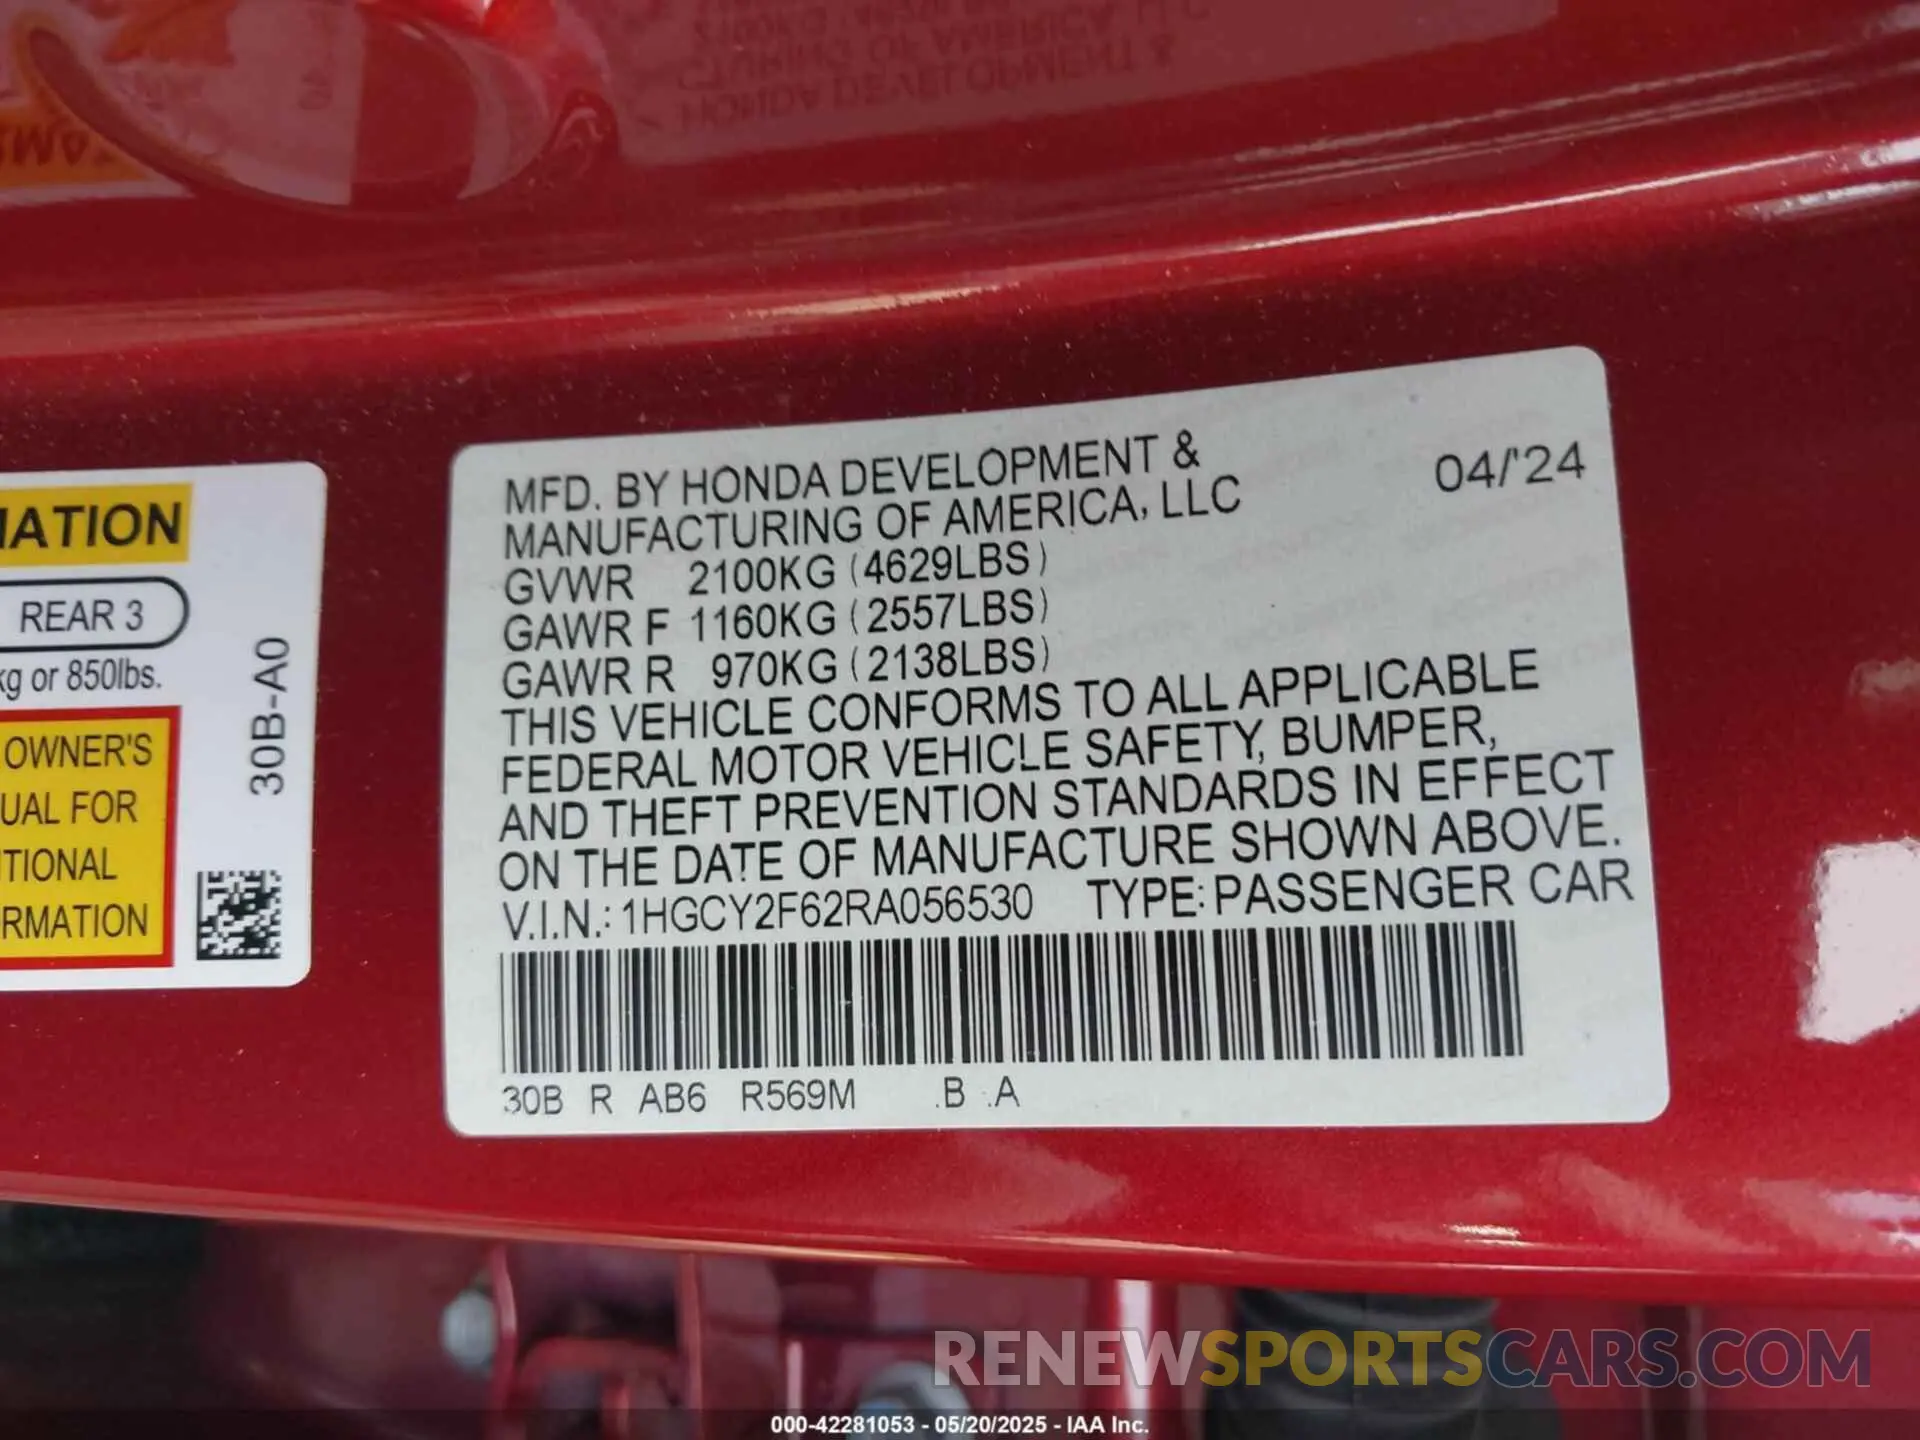 MATION
REAR 3
kg or 850lbs.
OWNER'S
UAL FOR
ITIONAL
RMATION
30B-A0
MFD. BY HONDA DEVELOPMENT &
MANUFACTURING OF AMERICA, LLC
04/'24
GVWR 2100KG (4629LBS)
GAWR F 1160KG (2557LBS)
GAWR R 970KG (2138LBS)
THIS VEHICLE CONFORMS TO ALL APPLICABLE
FEDERAL MOTOR VEHICLE SAFETY, BUMPER,
AND THEFT PREVENTION STANDARDS IN EFFECT
ON THE DATE OF MANUFACTURE SHOWN ABOVE.
V.I.N.: 1HGCY2F62RA056530 TYPE: PASSENGER CAR
30B R AB6 R569M .B .A
RENEWSPORTSCARS.COM
000-42281053 - 05/20/2025 - IAA Inc.